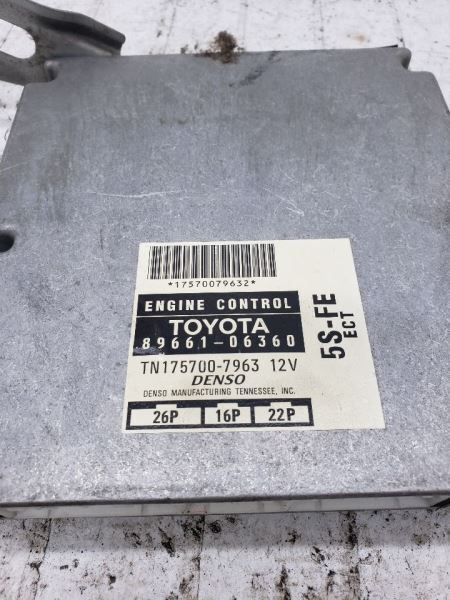 *17570079632*
ENGINE CONTROL
TOYOTA
89661-06360
TN175700-7963 12V
DENSO
DENSO MANUFACTURING TENNESSEE, INC.
26P 16P 22P
5S-FE
ECT